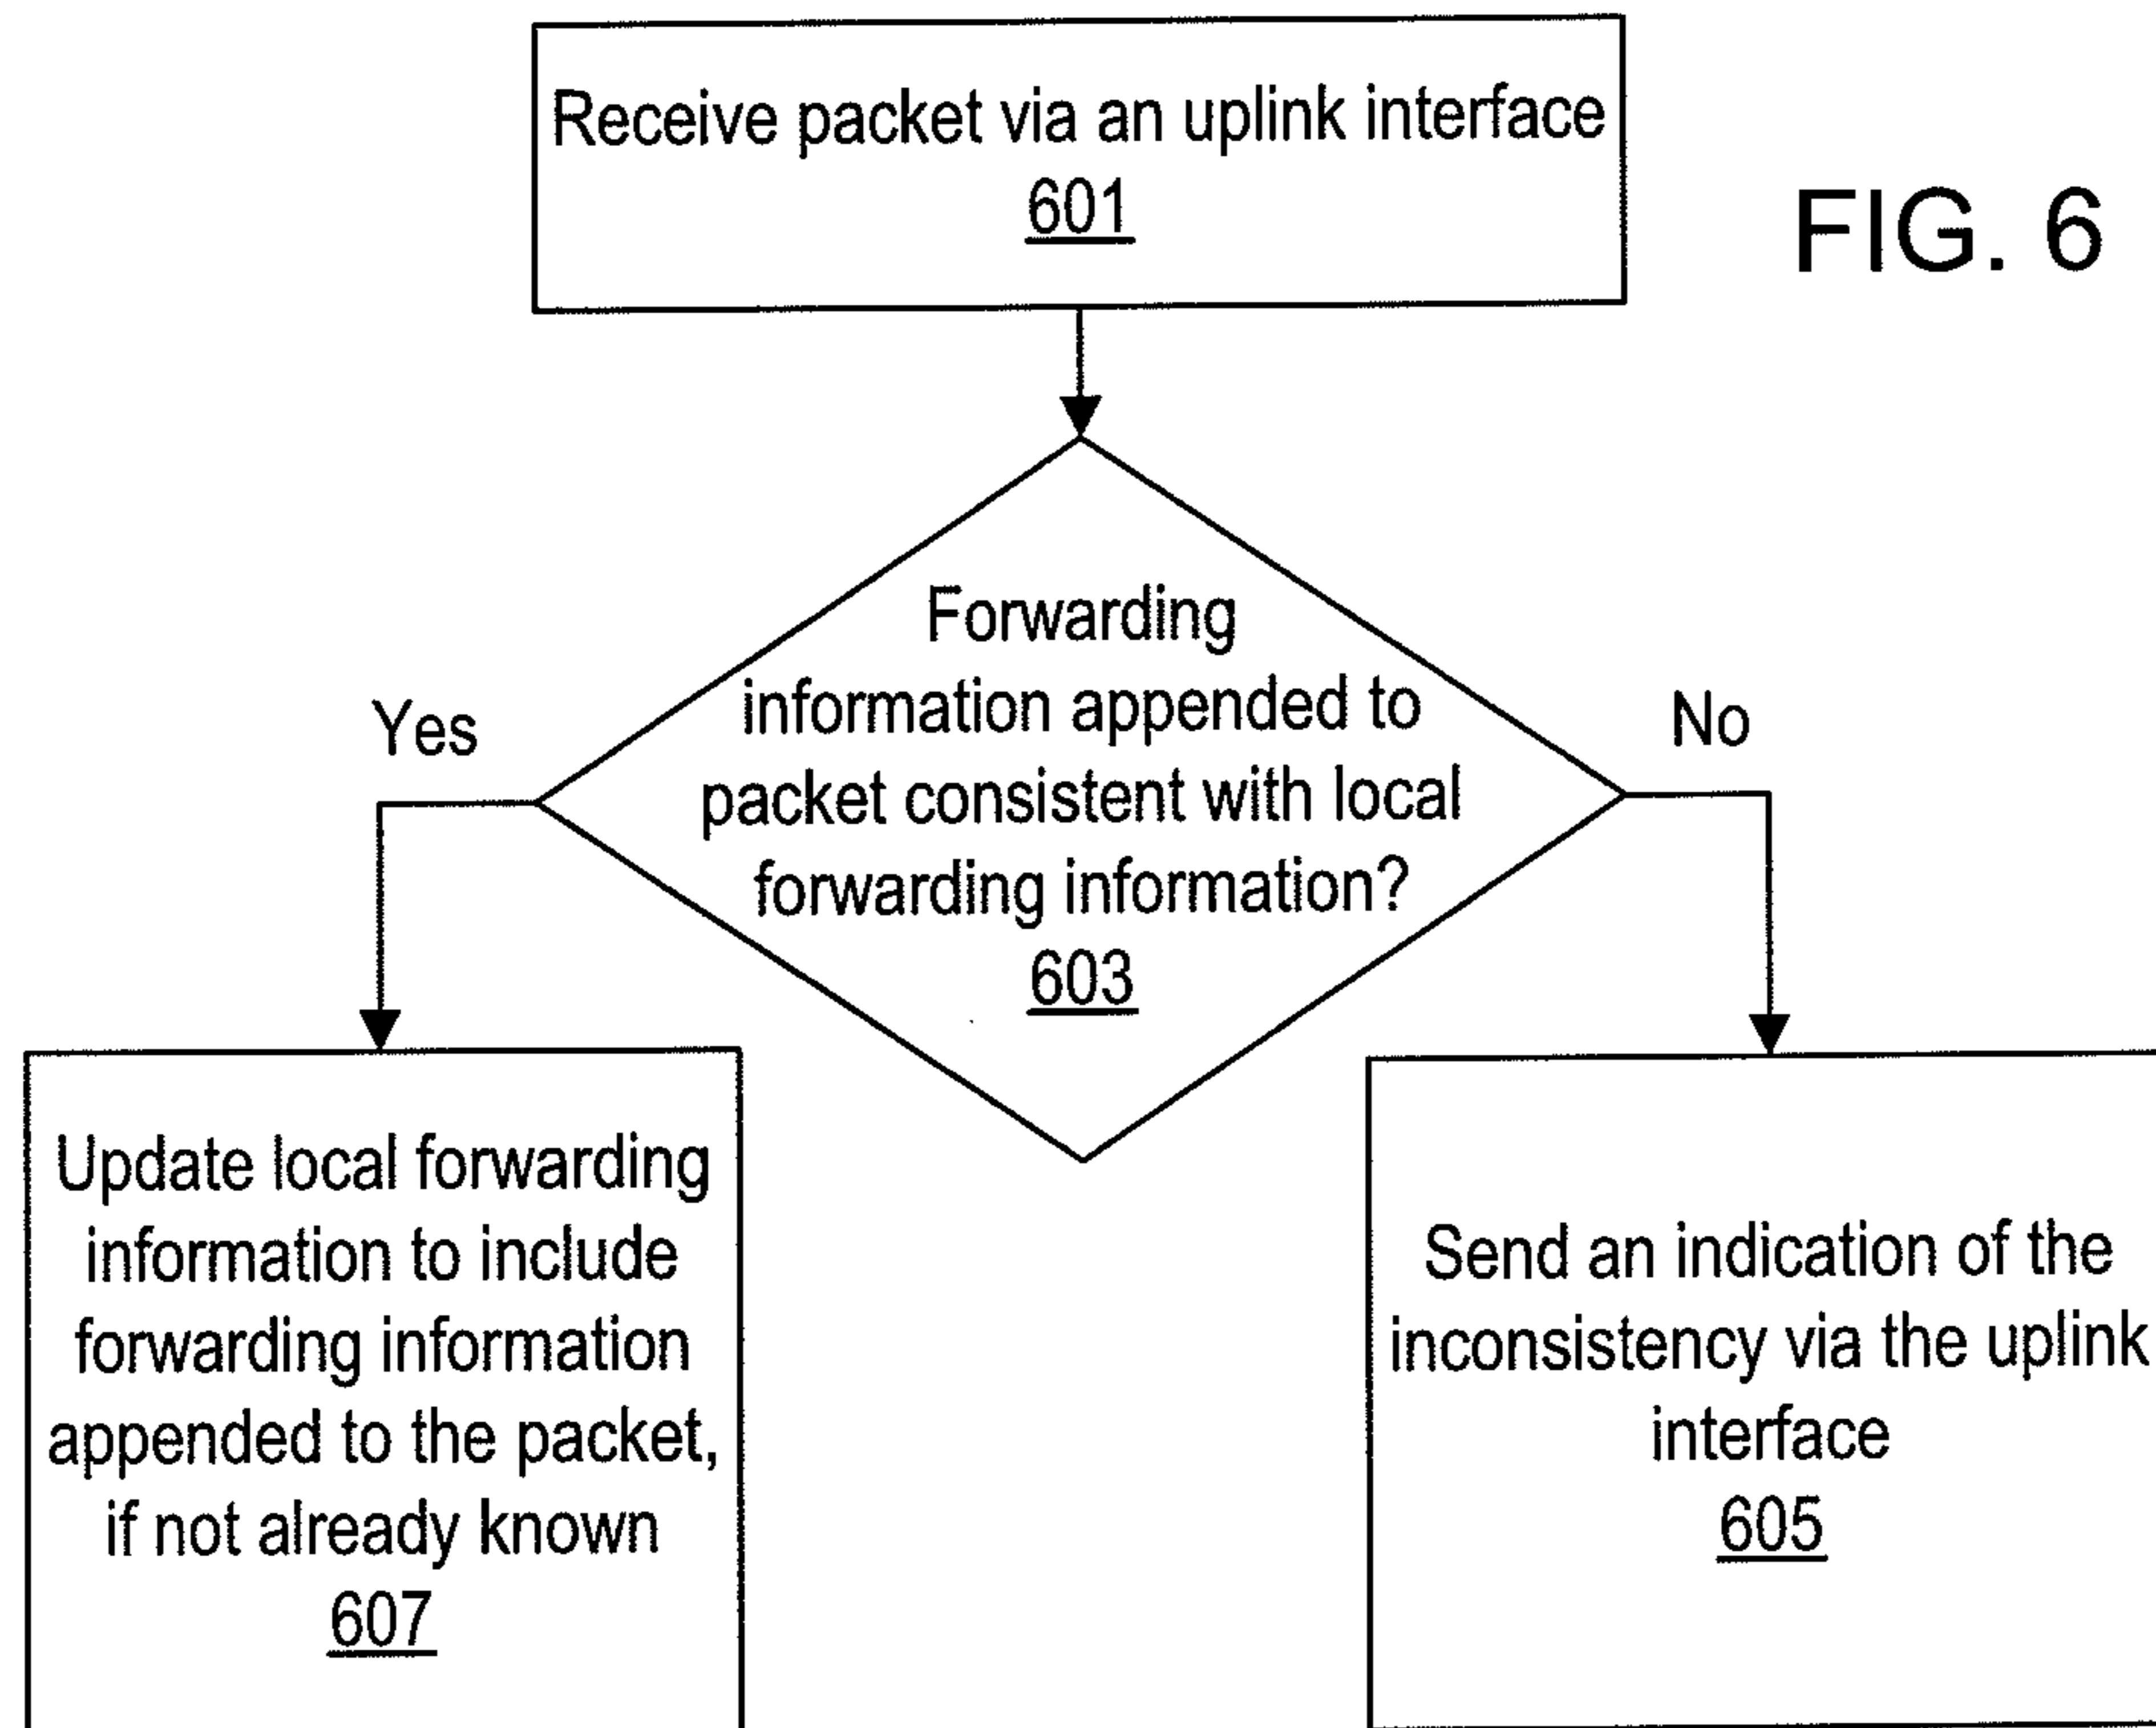 Receive packet via an uplink interface
601
FIG. 6
Forwarding
information appended to
packet consistent with local
forwarding information?
603
Yes
No
Update local forwarding
information to include
forwarding information
appended to the packet,
if not already known
607
Send an indication of the
inconsistency via the uplink
interface
605